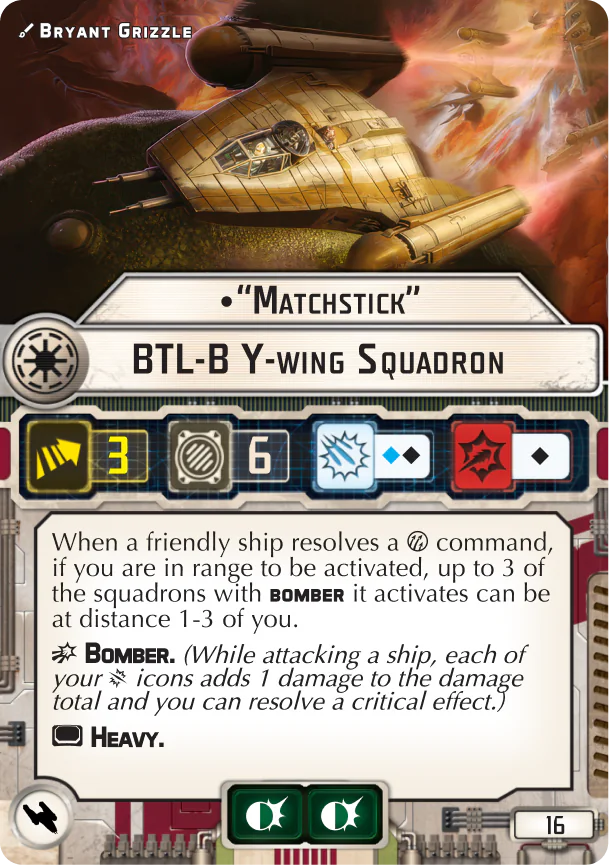 Bryant Grizzle
•“Matchstick”
BTL-B Y-wing Squadron
3 6
When a friendly ship resolves a command,
if you are in range to be activated, up to 3 of
the squadrons with BOMBER it activates can be
at distance 1-3 of you.
Bomber. (While attacking a ship, each of
your icons adds 1 damage to the damage
total and you can resolve a critical effect.)
Heavy.
16